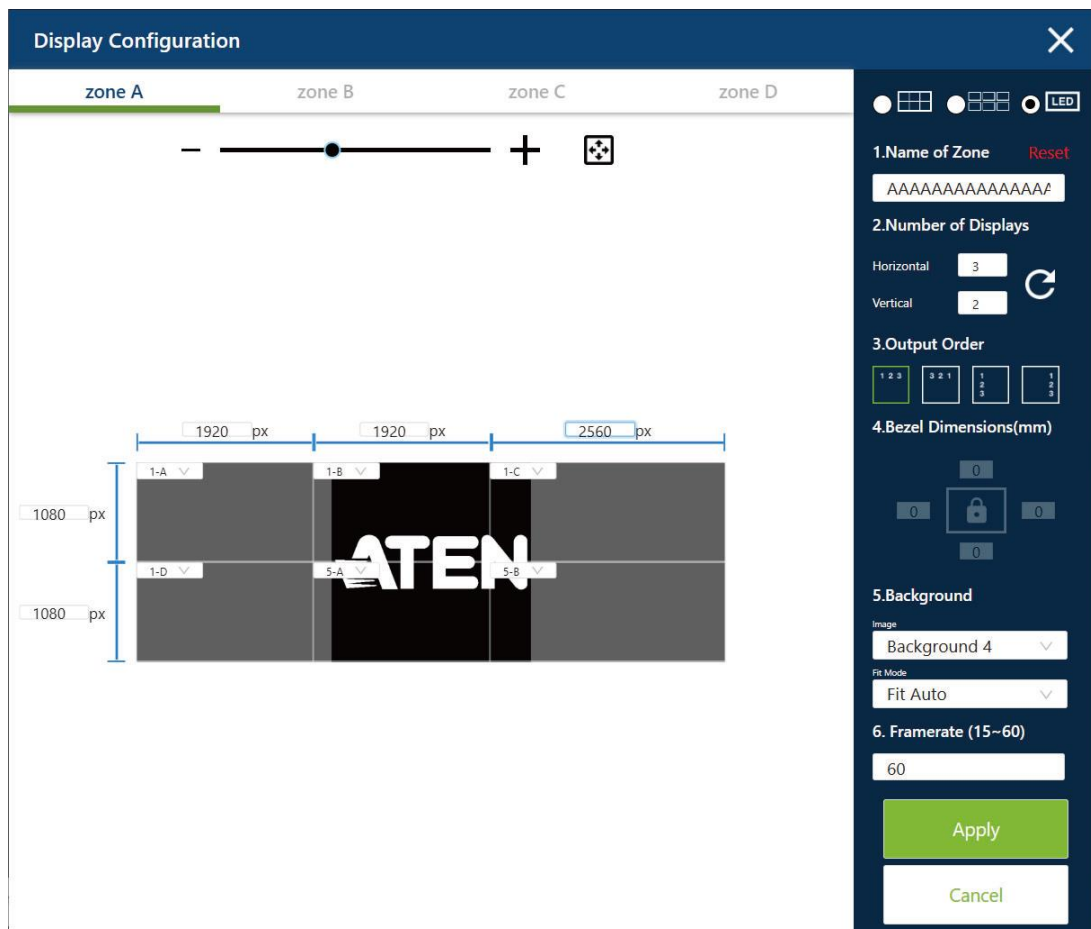 Display Configuration
zone A zone B zone C zone D
LED
1.Name of Zone Reset
AAAAAAAAAAAAAAA
2.Number of Displays
Horizontal 3
Vertical 2
3.Output Order
1 2 3
3 2 1
1
2
3
1
2
3
1920 px 1920 px 2560 px
4.Bezel Dimensions(mm)
1-A 1-B 1-C
0
1080 px
0 0
ATEN
0
1-D 5-A 5-B
1080 px
5.Background
Image
Background 4
Fit Mode
Fit Auto
6. Framerate (15~60)
60
Apply
Cancel